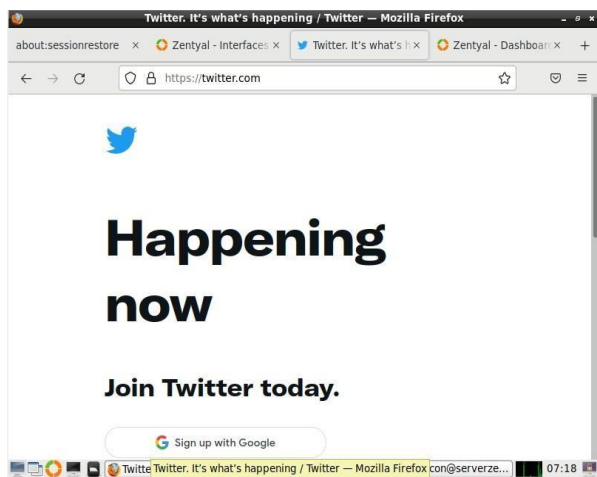 Twitter. It's what's happening / Twitter — Mozilla Firefox
about:sessionrestore × Zentyal - Interfaces × Twitter. It's what's h × Zentyal - Dashboard × +
https://twitter.com
Happening
now
Join Twitter today.
Sign up with Google
Twitte Twitter. It's what's happening / Twitter — Mozilla Firefox con@serverze... 07:18